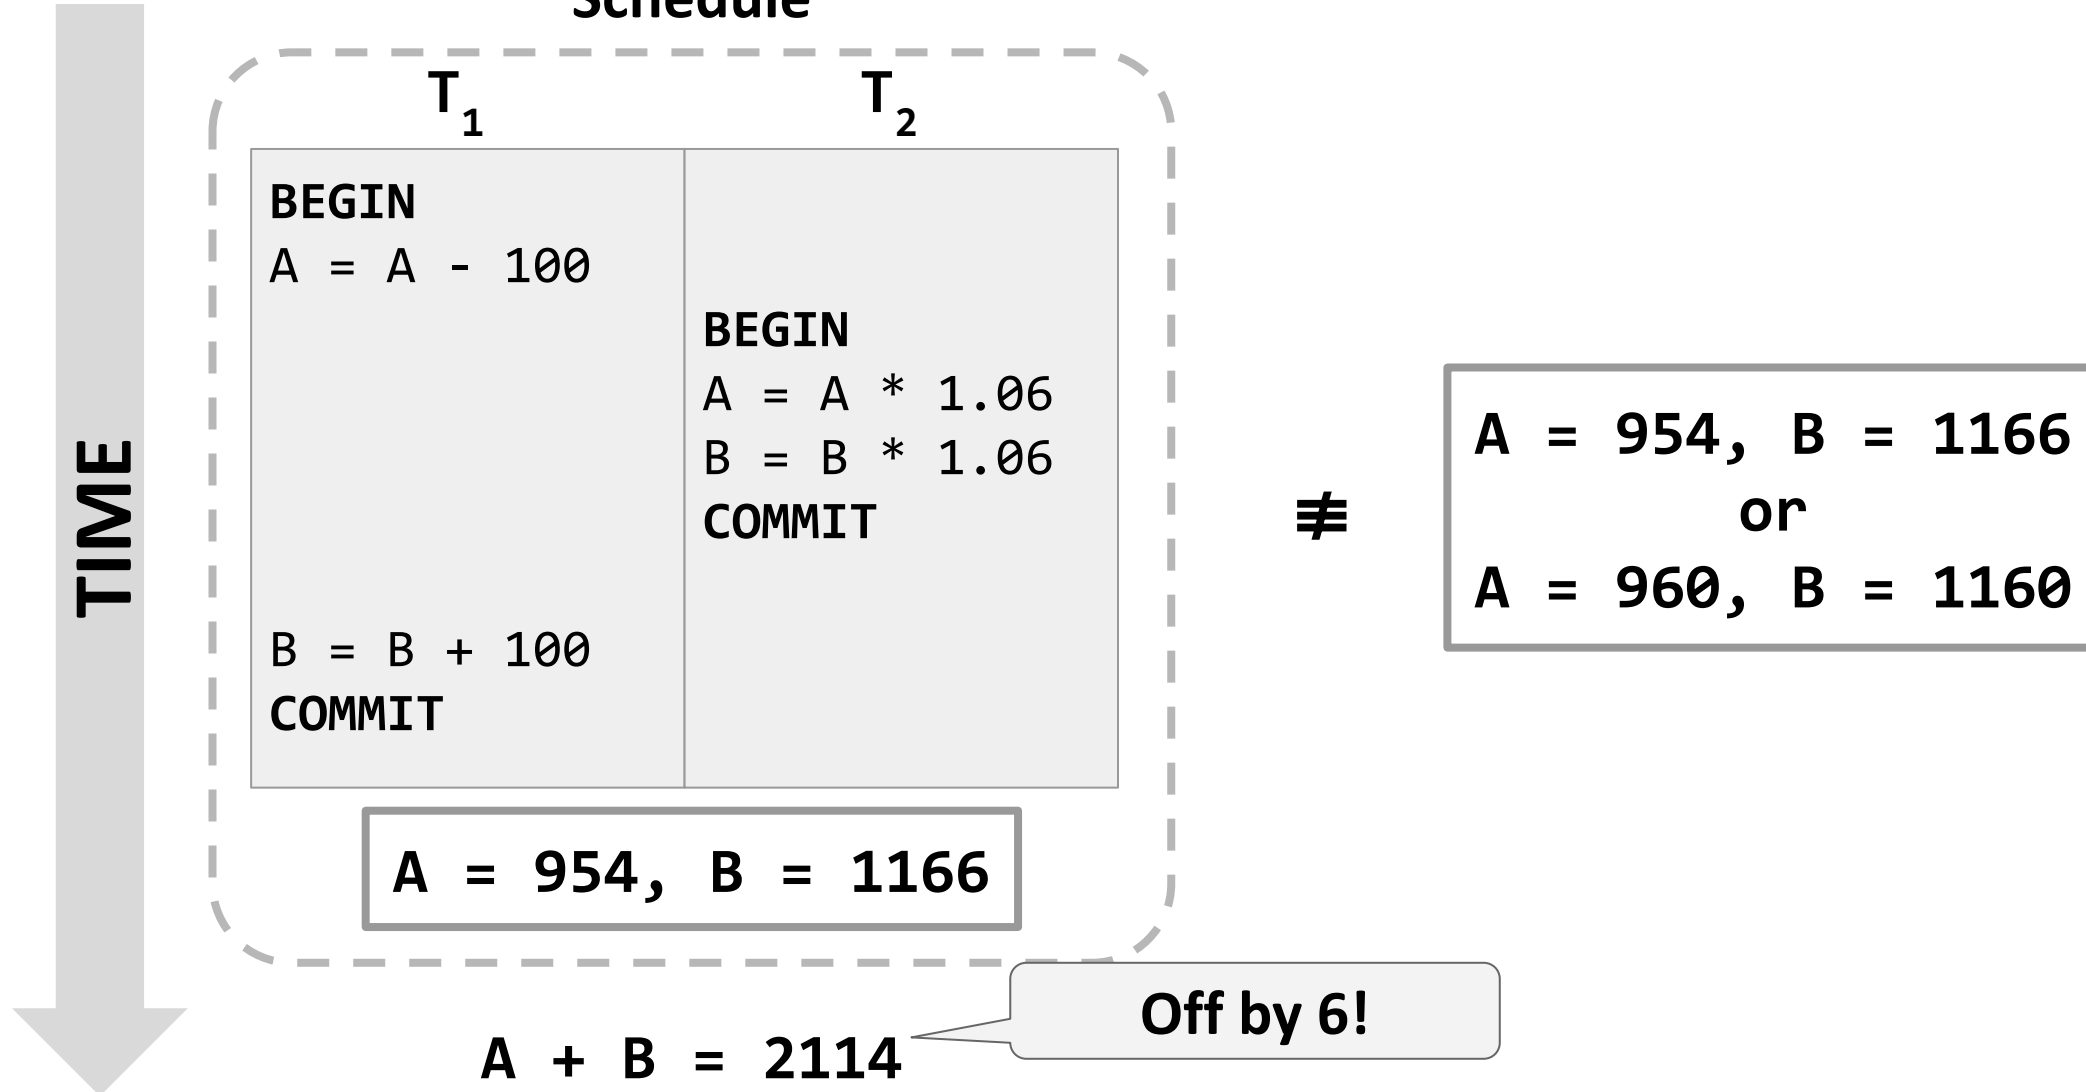 Schedule
T1 T2
BEGIN
A = A - 100
BEGIN
A = A * 1.06
B = B * 1.06
COMMIT
B = B + 100
COMMIT
TIME
A = 954, B = 1166
≢
A = 954, B = 1166
or
A = 960, B = 1160
A + B = 2114
Off by 6!